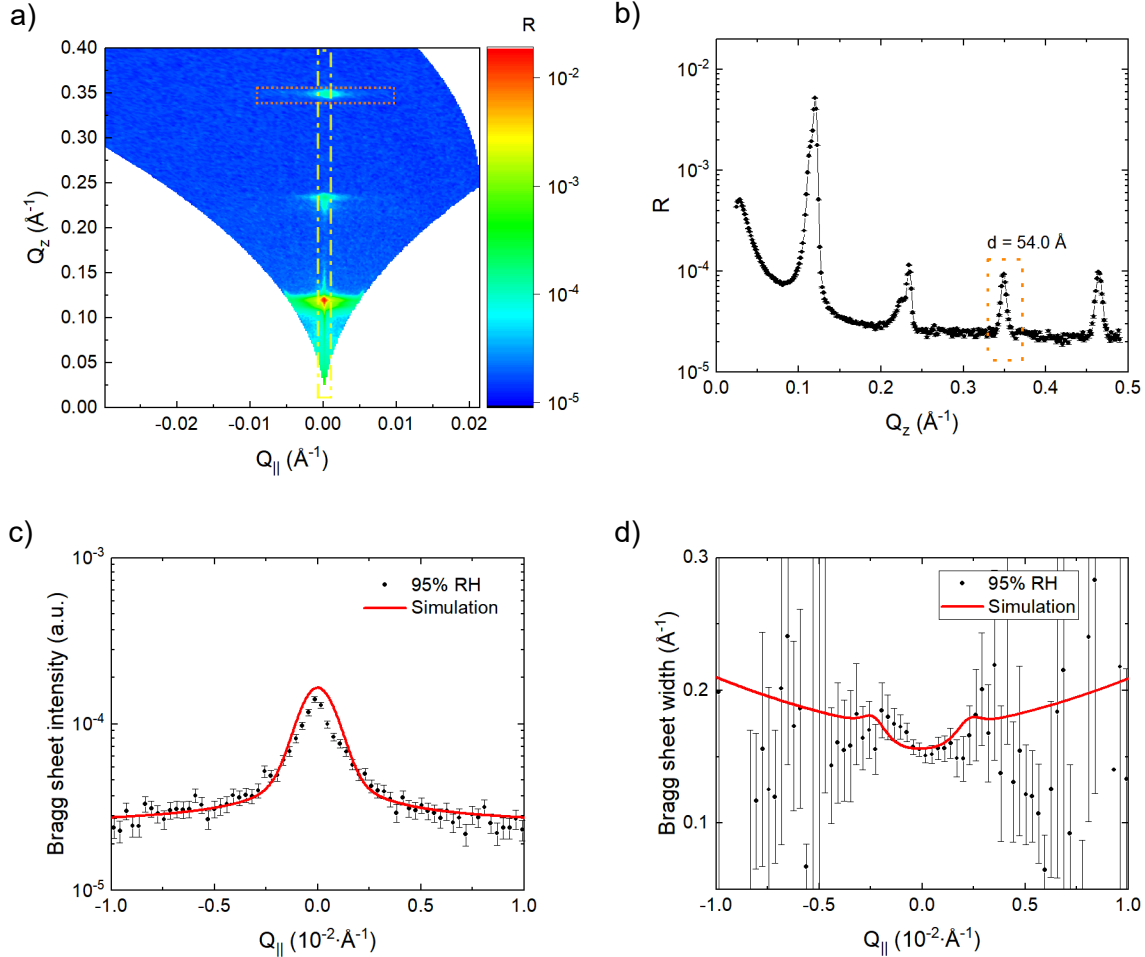 a)
R
0.40
0.35
0.30
0.25
0.20
0.15
0.10
0.05
0.00
Q_z (Å⁻¹)
-0.02
-0.01
0.00
0.01
0.02
Q_|| (Å⁻¹)
10⁻²
10⁻³
10⁻⁴
10⁻⁵
b)
10⁻²
10⁻³
10⁻⁴
10⁻⁵
R
d = 54.0 Å
0.0
0.1
0.2
0.3
0.4
0.5
Q_z (Å⁻¹)
c)
10⁻³
10⁻⁴
10⁻⁵
Bragg sheet intensity (a.u.)
95% RH
Simulation
-1.0
-0.5
0.0
0.5
1.0
Q_|| (10⁻²·Å⁻¹)
d)
0.3
0.2
0.1
Bragg sheet width (Å⁻¹)
95% RH
Simulation
-1.0
-0.5
0.0
0.5
1.0
Q_|| (10⁻²·Å⁻¹)